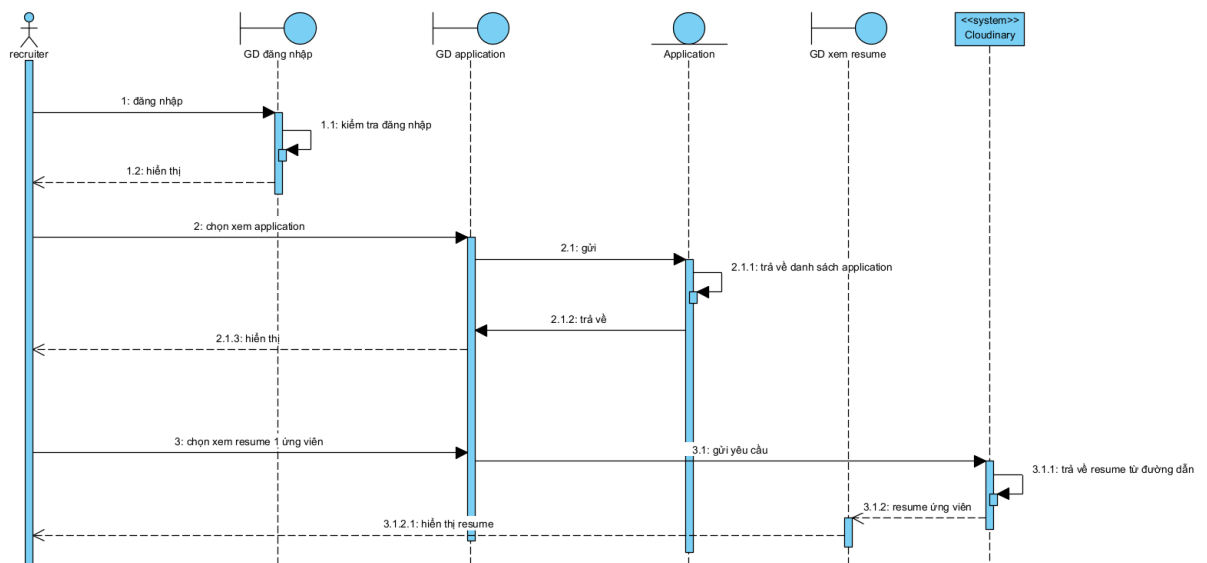 <<system>>
Cloudinary
recruiter
GD đăng nhập
GD application
Application
GD xem resume
1: đăng nhập
1.1: kiểm tra đăng nhập
1.2: hiển thị
2: chọn xem application
2.1: gửi
2.1.1: trả về danh sách application
2.1.2: trả về
2.1.3: hiển thị
3: chọn xem resume 1 ứng viên
3.1: gửi yêu cầu
3.1.1: trả về resume từ đường dẫn
3.1.2: resume ứng viên
3.1.2.1: hiển thị resume